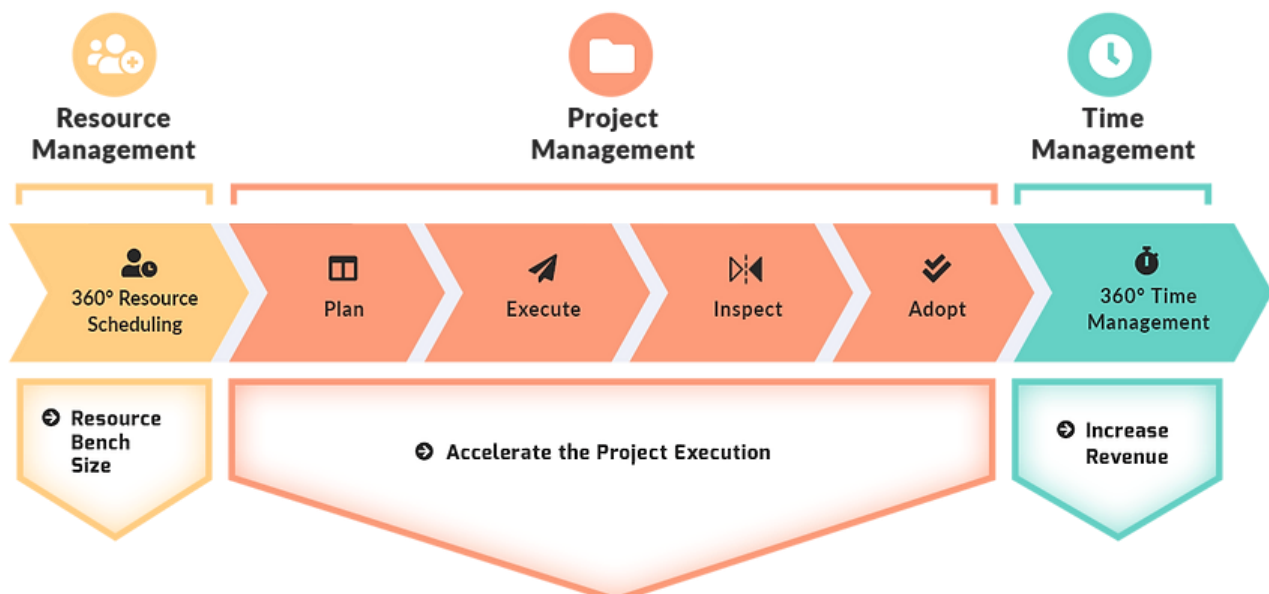 Resource
Management
Project
Management
Time
Management
360° Resource
Scheduling
Plan
Execute
Inspect
Adopt
360° Time
Management
Resource
Bench
Size
Accelerate the Project Execution
Increase
Revenue